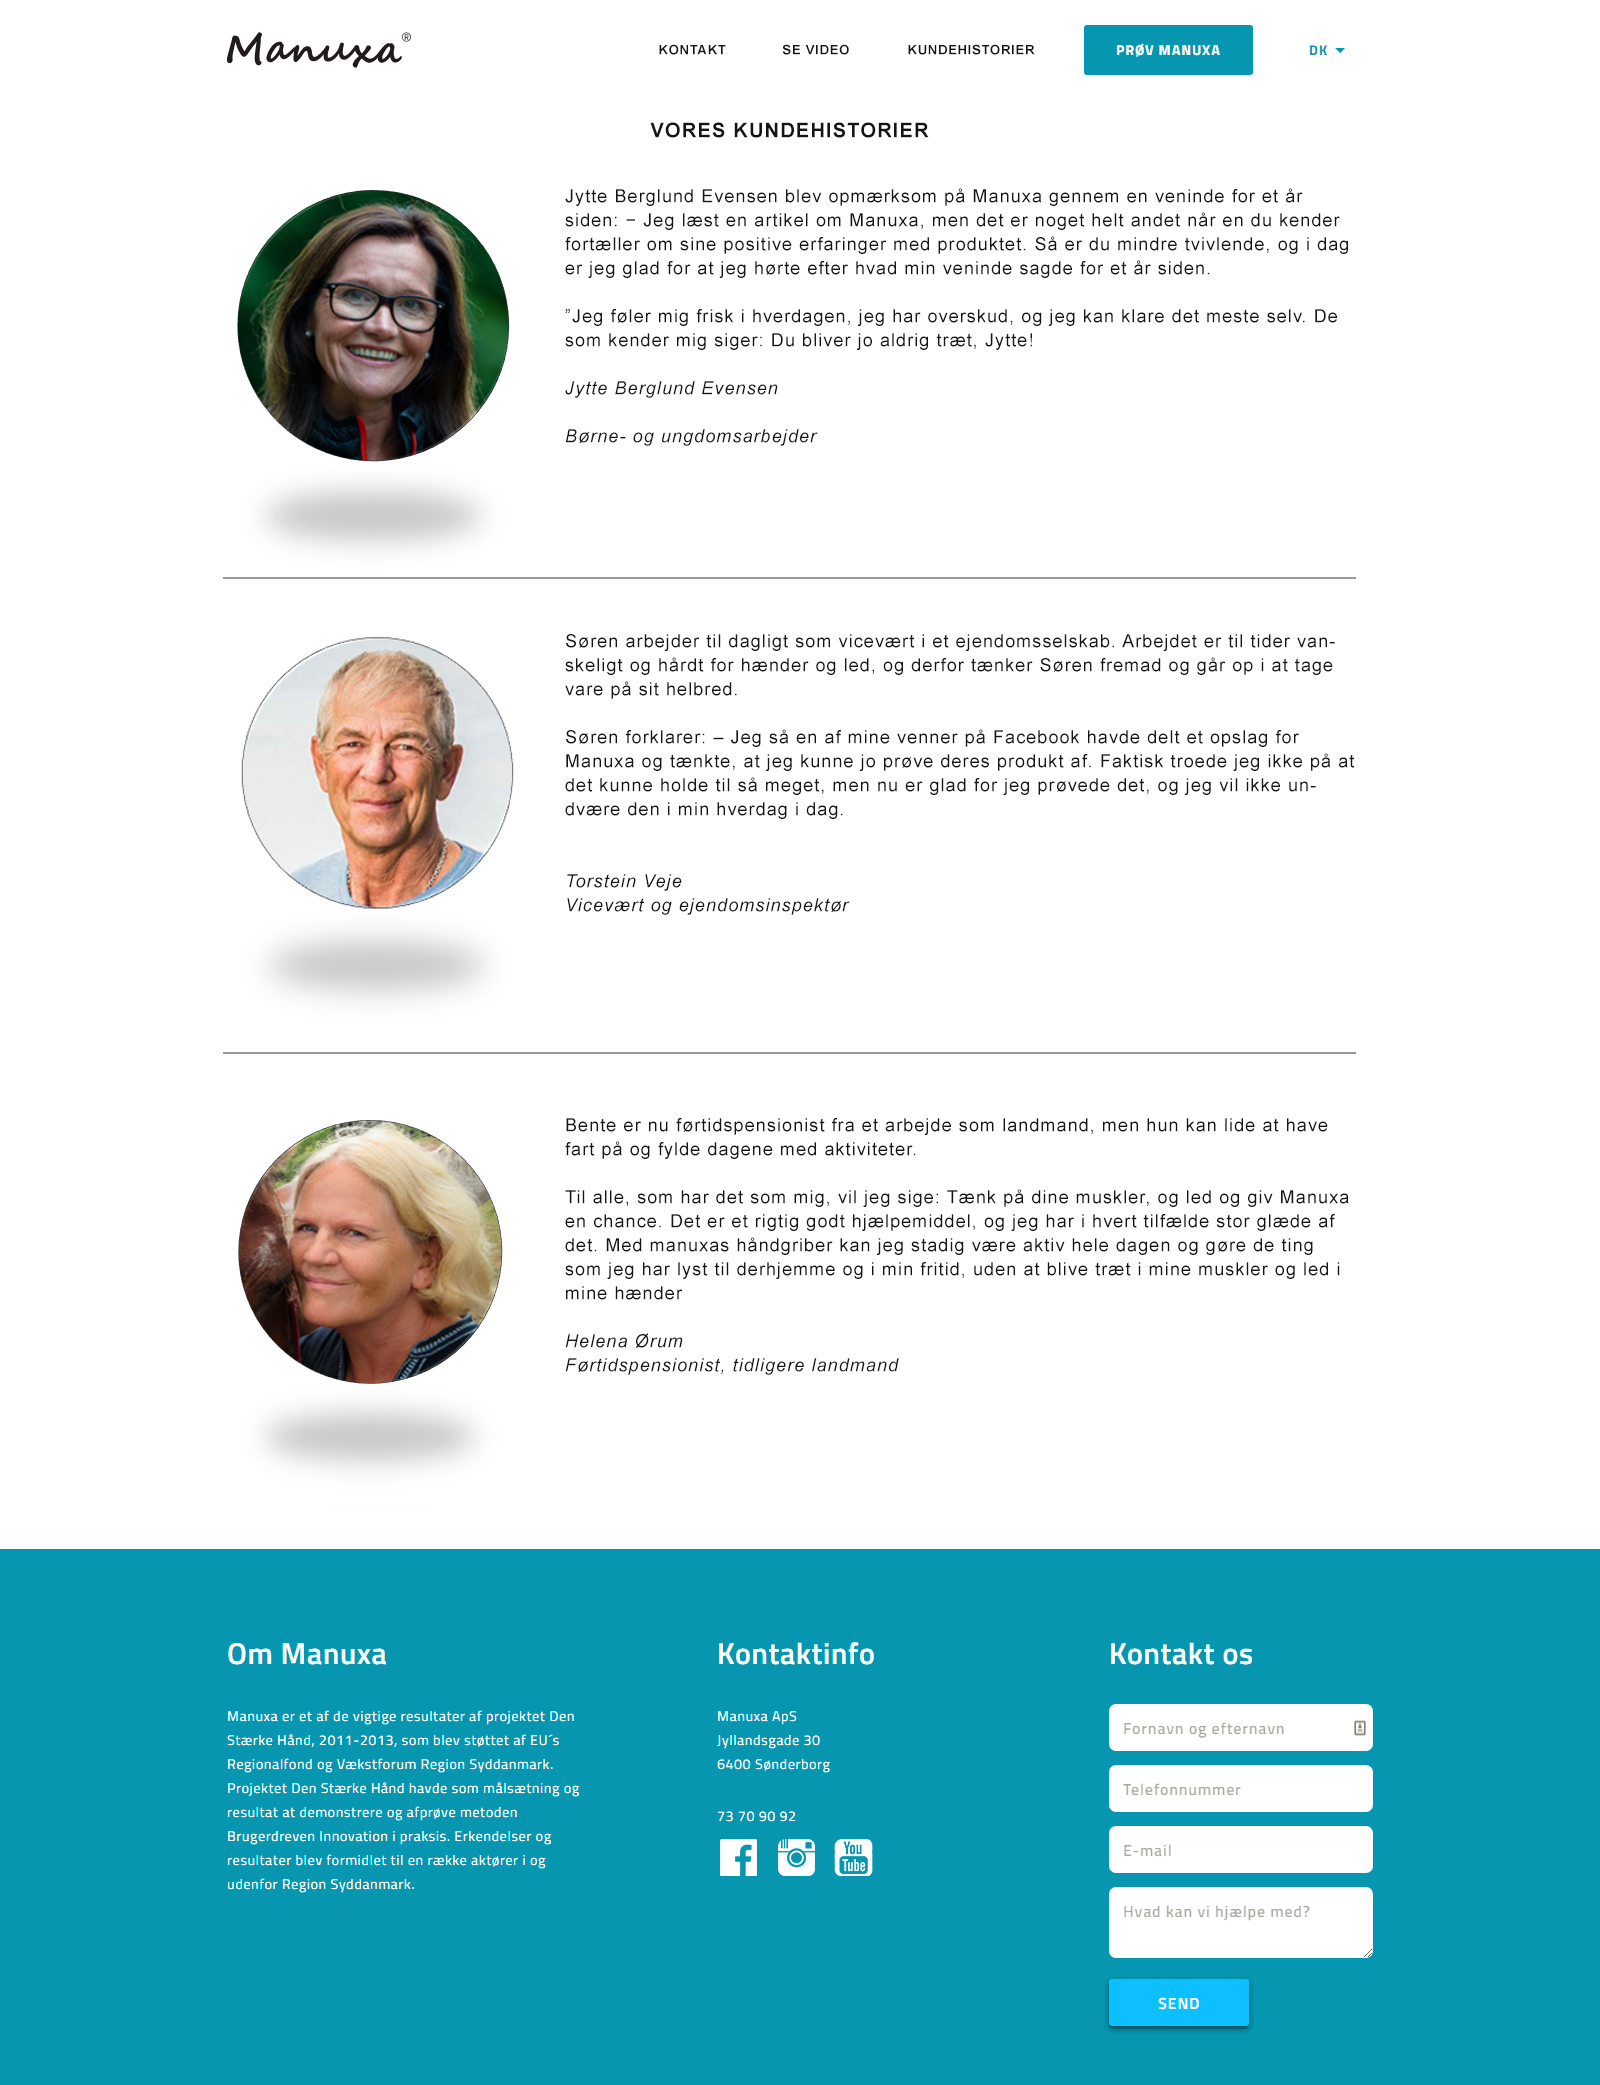 Manuxa®
KONTAKT
SE VIDEO
KUNDEHISTORIER
PRØV MANUXA
DK
VORES KUNDEHISTORIER
Jytte Berglund Evensen blev opmærksom på Manuxa gennem en veninde for et år
siden: – Jeg læst en artikel om Manuxa, men det er noget helt andet når en du kender
fortæller om sine positive erfaringer med produktet. Så er du mindre tvivlende, og i dag
er jeg glad for at jeg hørte efter hvad min veninde sagde for et år siden.
”Jeg føler mig frisk i hverdagen, jeg har overskud, og jeg kan klare det meste selv. De
som kender mig siger: Du bliver jo aldrig træt, Jytte!
Jytte Berglund Evensen
Børne- og ungdomsarbejder
Søren arbejder til dagligt som vicevært i et ejendomsselskab. Arbejdet er til tider van-
skeligt og hårdt for hænder og led, og derfor tænker Søren fremad og går op i at tage
vare på sit helbred.
Søren forklarer: – Jeg så en af mine venner på Facebook havde delt et opslag for
Manuxa og tænkte, at jeg kunne jo prøve deres produkt af. Faktisk troede jeg ikke på at
det kunne holde til så meget, men nu er glad for jeg prøvede det, og jeg vil ikke un-
dvære den i min hverdag i dag.
Torstein Veje
Vicevært og ejendomsinspektør
Bente er nu førtidspensionist fra et arbejde som landmand, men hun kan lide at have
fart på og fylde dagene med aktiviteter.
Til alle, som har det som mig, vil jeg sige: Tænk på dine muskler, og led og giv Manuxa
en chance. Det er et rigtig godt hjælpemiddel, og jeg har i hvert tilfælde stor glæde af
det. Med manuxas håndgriber kan jeg stadig være aktiv hele dagen og gøre de ting
som jeg har lyst til derhjemme og i min fritid, uden at blive træt i mine muskler og led i
mine hænder
Helena Ørum
Førtidspensionist, tidligere landmand
Om Manuxa
Manuxa er et af de vigtige resultater af projektet Den
Stærke Hånd, 2011-2013, som blev støttet af EU´s
Regionalfond og Vækstforum Region Syddanmark.
Projektet Den Stærke Hånd havde som målsætning og
resultat at demonstrere og afprøve metoden
Brugerdreven Innovation i praksis. Erkendelser og
resultater blev formidlet til en række aktører i og
udenfor Region Syddanmark.
Kontaktinfo
Manuxa ApS
Jyllandsgade 30
6400 Sønderborg
73 70 90 92
You
Tube
Kontakt os
Fornavn og efternavn
Telefonnummer
E-mail
Hvad kan vi hjælpe med?
SEND